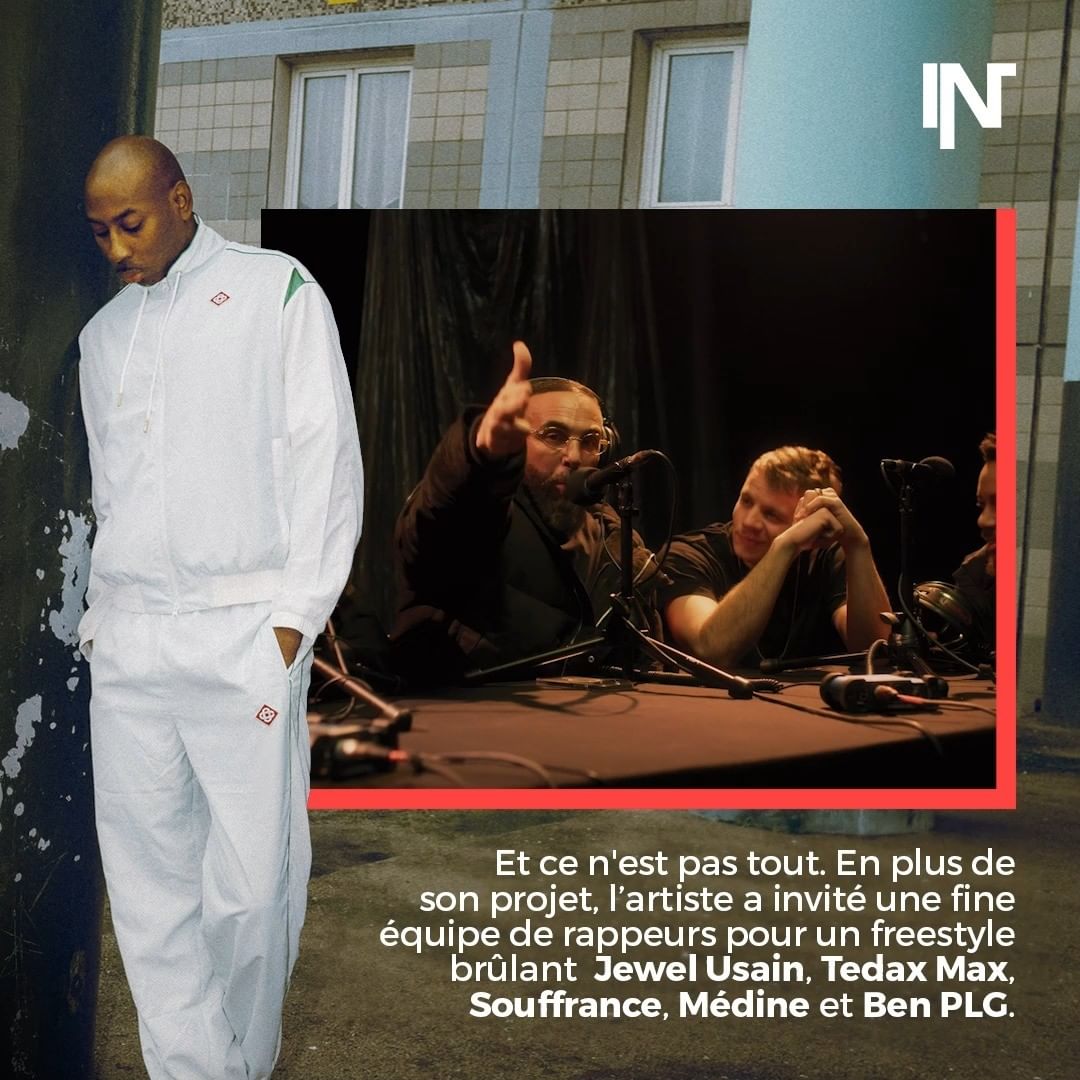 IN
Et ce n'est pas tout. En plus de
son projet, l’artiste a invité une fine
équipe de rappeurs pour un freestyle
brûlant  Jewel Usain, Tedax Max,
Souffrance, Médine et Ben PLG.